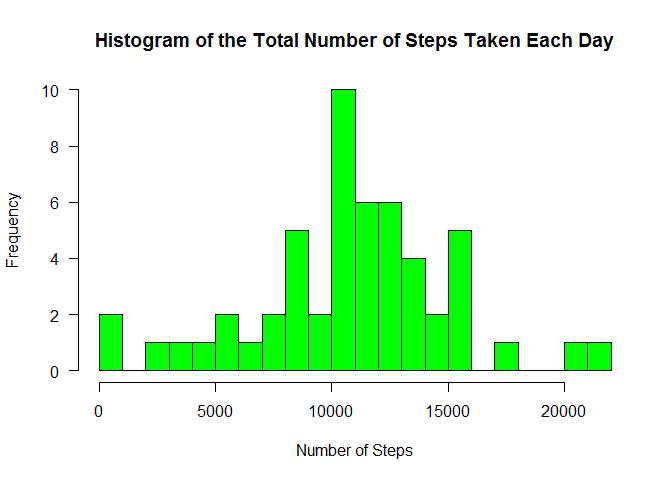 Histogram of the Total Number of Steps Taken Each Day
10
8
6
4
2
0
Frequency
0 5000 10000 15000 20000
Number of Steps